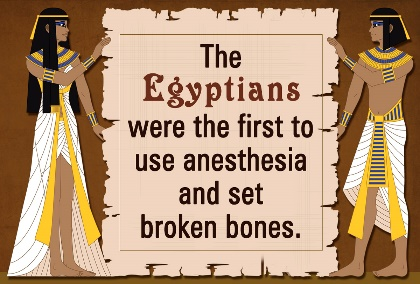 The
Egyptians
were the first to
use anesthesia
and set
broken bones.